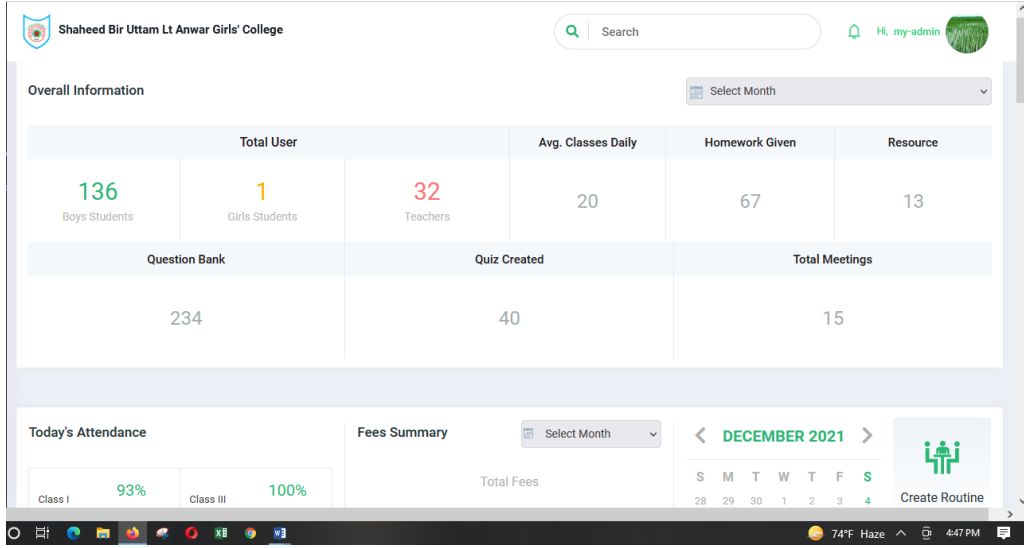 Shaheed Bir Uttam Lt Anwar Girls' College
Search
Hi, my-admin
Overall Information
Select Month
Total User
Avg. Classes Daily
Homework Given
Resource
136
1
32
20
67
13
Boys Students
Girls Students
Teachers
Question Bank
Quiz Created
Total Meetings
234
40
15
Today's Attendance
Class I 93%
Class III 100%
Fees Summary
Select Month
Total Fees
DECEMBER 2021
S M T W T F S
28 29 30 1 2 3 4
Create Routine
74°F Haze
4:47 PM